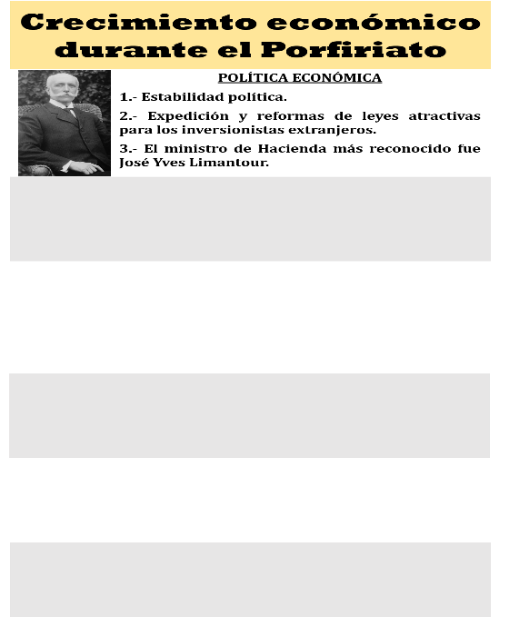 Crecimiento económico
durante el Porfiriato
POLÍTICA ECONÓMICA
1.- Estabilidad política.
2.- Expedición y reformas de leyes atractivas
para los inversionistas extranjeros.
3.- El ministro de Hacienda más reconocido fue
José Yves Limantour.